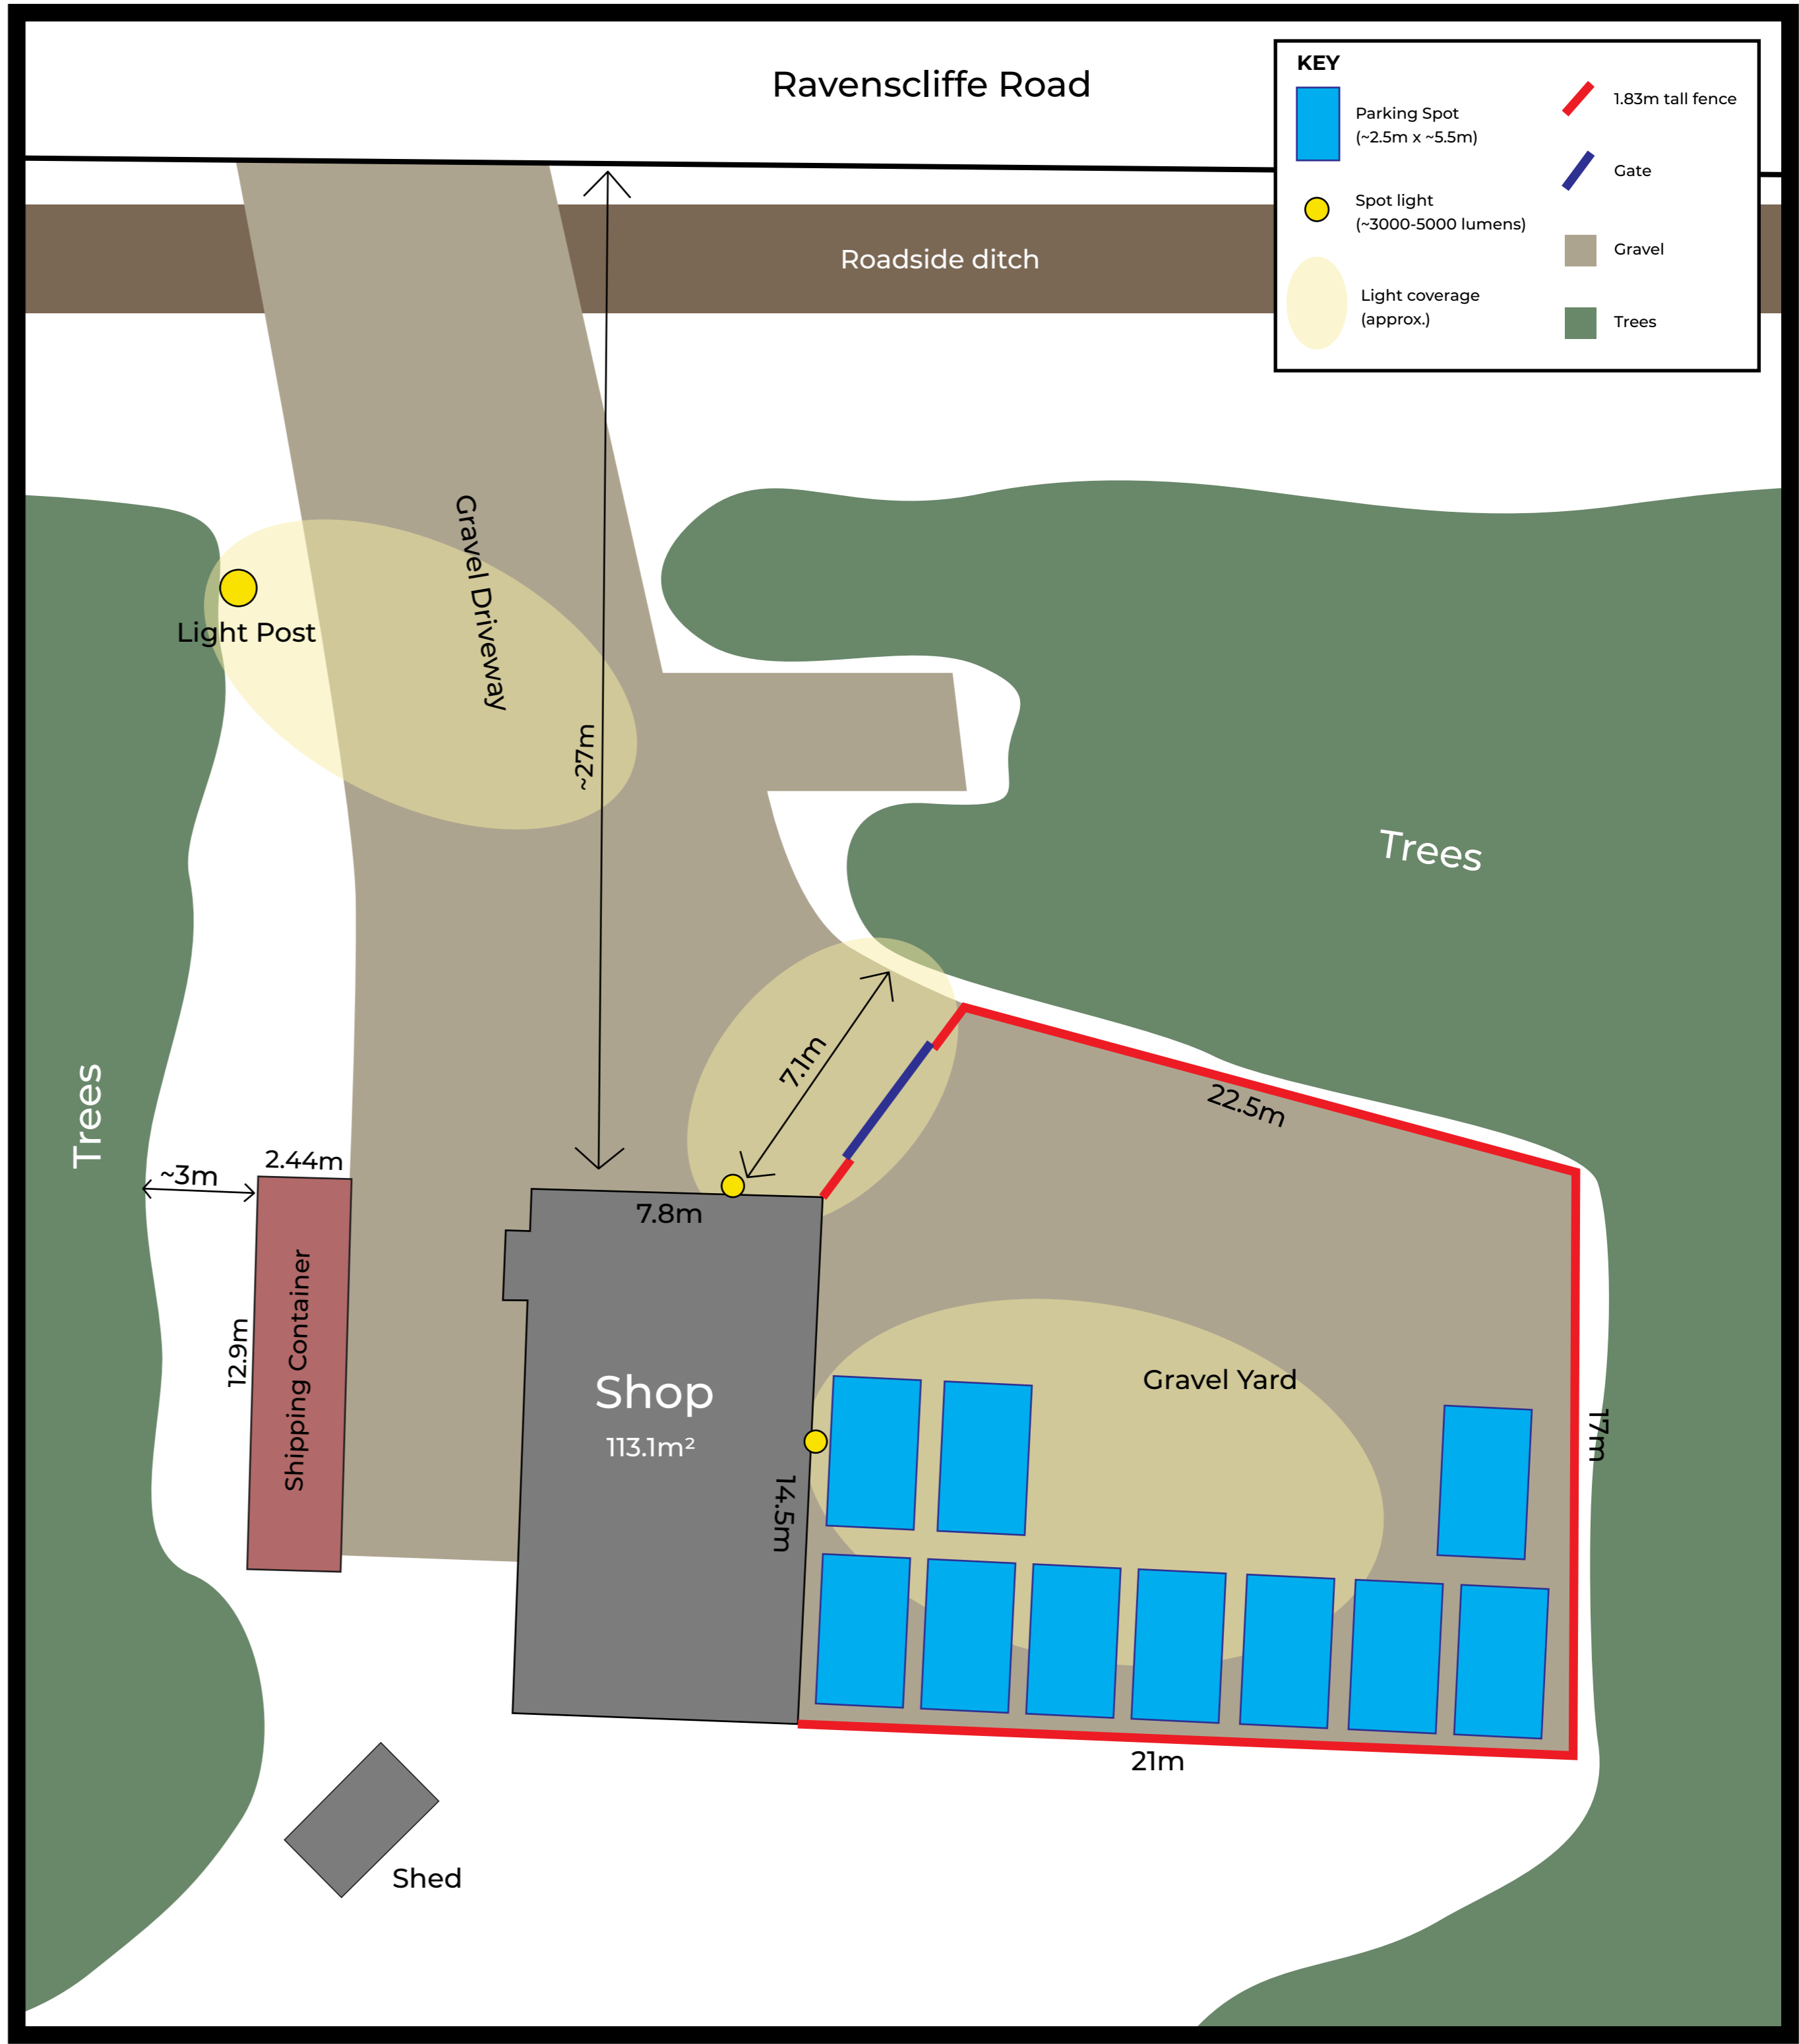 Ravenscliffe Road
KEY
Parking Spot
(~2.5m x ~5.5m)
Spot light
(~3000-5000 lumens)
Light coverage
(approx.)
1.83m tall fence
Gate
Gravel
Trees
Roadside ditch
Gravel Driveway
Light Post
~27m
Trees
7.1m
22.5m
Trees
~3m
2.44m
7.8m
Shipping Container
12.9m
Shop
113.1m²
14.5m
Gravel Yard
17m
21m
Shed